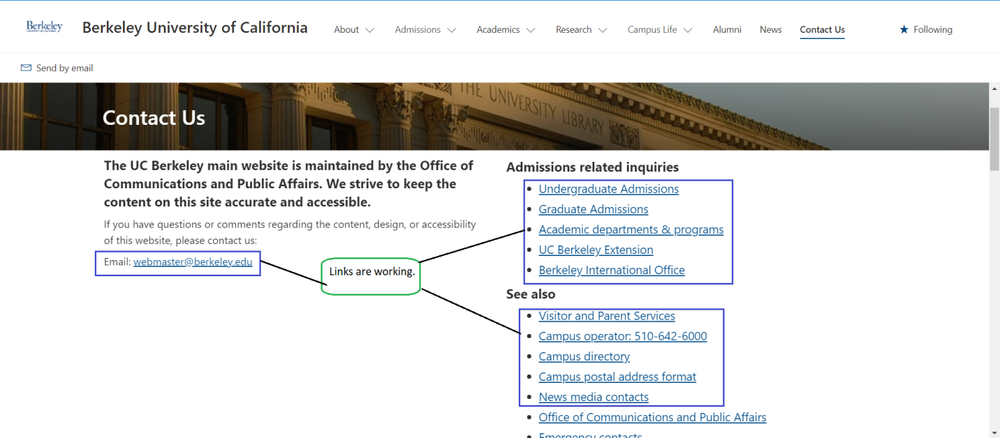 Berkeley
UNIVERSITY OF CALIFORNIA
Berkeley University of California
About
Admissions
Academics
Research
Campus Life
Alumni
News
Contact Us
Following
Send by email
THE UNIVERSITY LIBRARY
Contact Us
The UC Berkeley main website is maintained by the Office of
Communications and Public Affairs. We strive to keep the
content on this site accurate and accessible.
If you have questions or comments regarding the content, design, or accessibility
of this website, please contact us:
Email: webmaster@berkeley.edu
Links are working.
Admissions related inquiries
Undergraduate Admissions
Graduate Admissions
Academic departments & programs
UC Berkeley Extension
Berkeley International Office
See also
Visitor and Parent Services
Campus operator: 510-642-6000
Campus directory
Campus postal address format
News media contacts
Office of Communications and Public Affairs
Emergency contacts